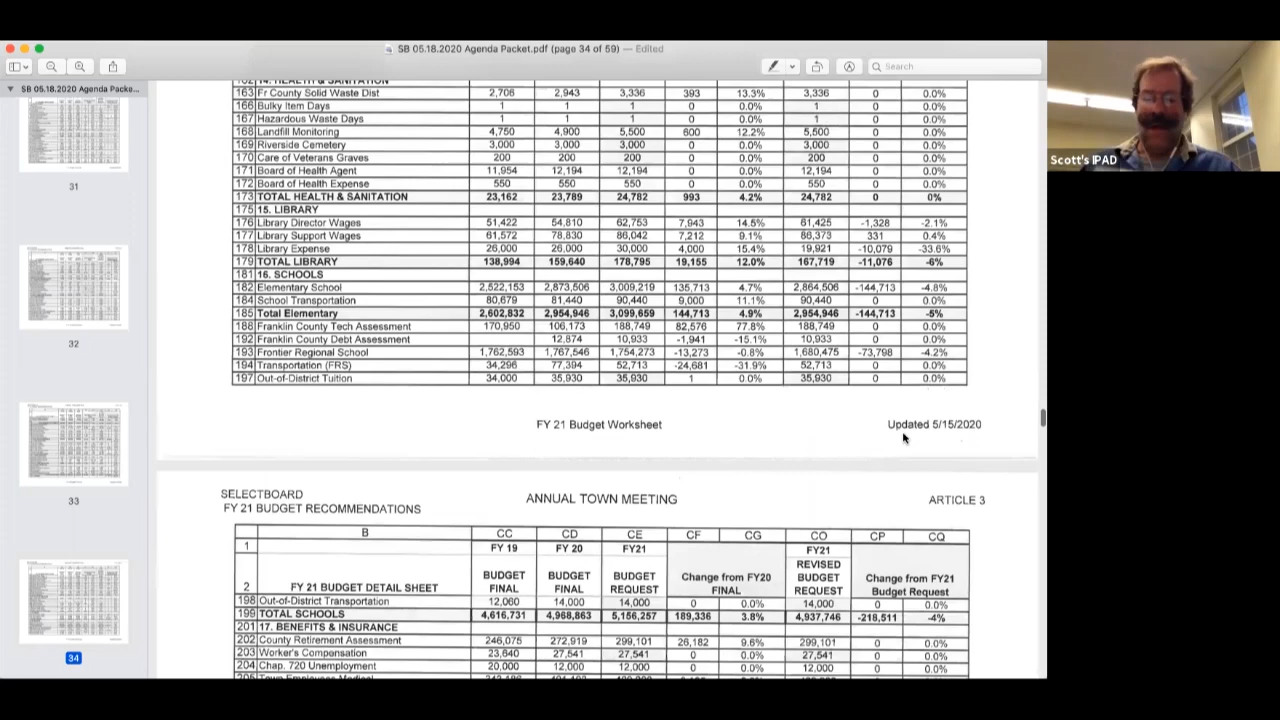 SB 05.18.2020 Agenda Packet.pdf (page 34 of 59) — Edited
Search
SB 05.18.2020 Agenda Packe...
31
32
33
34
Scott's IPAD
163 Fr County Solid Waste Dist 2,706 2,943 3,336 393 13.3% 3,336 0 0.0%
166 Bulky Item Days 1 1 1 0 0.0% 1 0 0.0%
167 Hazardous Waste Days 1 1 1 0 0.0% 1 0 0.0%
168 Landfill Monitoring 4,750 4,900 5,500 600 12.2% 5,500 0 0.0%
169 Riverside Cemetery 3,000 3,000 3,000 0 0.0% 3,000 0 0.0%
170 Care of Veterans Graves 200 200 200 0 0.0% 200 0 0.0%
171 Board of Health Agent 11,954 12,194 12,194 0 0.0% 12,194 0 0.0%
172 Board of Health Expense 550 550 550 0 0.0% 550 0 0.0%
173 TOTAL HEALTH & SANITATION 23,162 23,789 24,782 993 4.2% 24,782 0 0%
175 15. LIBRARY
176 Library Director Wages 51,422 54,810 62,753 7,943 14.5% 61,425 -1,328 -2.1%
177 Library Support Wages 61,572 78,830 86,042 7,212 9.1% 86,373 331 0.4%
178 Library Expense 26,000 26,000 30,000 4,000 15.4% 19,921 -10,079 -33.6%
179 TOTAL LIBRARY 138,994 159,640 178,795 19,155 12.0% 167,719 -11,076 -6%
181 16. SCHOOLS
182 Elementary School 2,522,153 2,873,506 3,009,219 135,713 4.7% 2,864,506 -144,713 -4.8%
184 School Transportation 80,679 81,440 90,440 9,000 11.1% 90,440 0 0.0%
185 Total Elementary 2,602,832 2,954,946 3,099,659 144,713 4.9% 2,954,946 -144,713 -5%
188 Franklin County Tech Assessment 170,950 106,173 188,749 82,576 77.8% 188,749 0 0.0%
192 Franklin County Debt Assessment 12,874 10,933 -1,941 -15.1% 10,933 0 0.0%
193 Frontier Regional School 1,762,593 1,767,546 1,754,273 -13,273 -0.8% 1,680,475 -73,798 -4.2%
194 Transportation (FRS) 34,296 77,394 52,713 -24,681 -31.9% 52,713 0 0.0%
197 Out-of-District Tuition 34,000 35,930 35,930 1 0.0% 35,930 0 0.0%
FY 21 Budget Worksheet
Updated 5/15/2020
SELECTBOARD
FY 21 BUDGET RECOMMENDATIONS
ANNUAL TOWN MEETING
ARTICLE 3
B CC CD CE CF CG CO CP CQ
1 FY 19 FY 20 FY21 FY21
2 FY 21 BUDGET DETAIL SHEET BUDGET FINAL BUDGET FINAL BUDGET REQUEST Change from FY20 FINAL REVISED BUDGET REQUEST Change from FY21 Budget Request
198 Out-of-District Transportation 12,060 14,000 14,000 0 0.0% 14,000 0 0.0%
199 TOTAL SCHOOLS 4,616,731 4,968,863 5,156,257 189,336 3.8% 4,937,746 -218,511 -4%
201 17. BENEFITS & INSURANCE
202 County Retirement Assessment 246,075 272,919 299,101 26,182 9.6% 299,101 0 0.0%
203 Worker's Compensation 23,640 27,541 27,541 0 0.0% 27,541 0 0.0%
204 Chap. 720 Unemployment 20,000 12,000 12,000 0 0.0% 12,000 0 0.0%